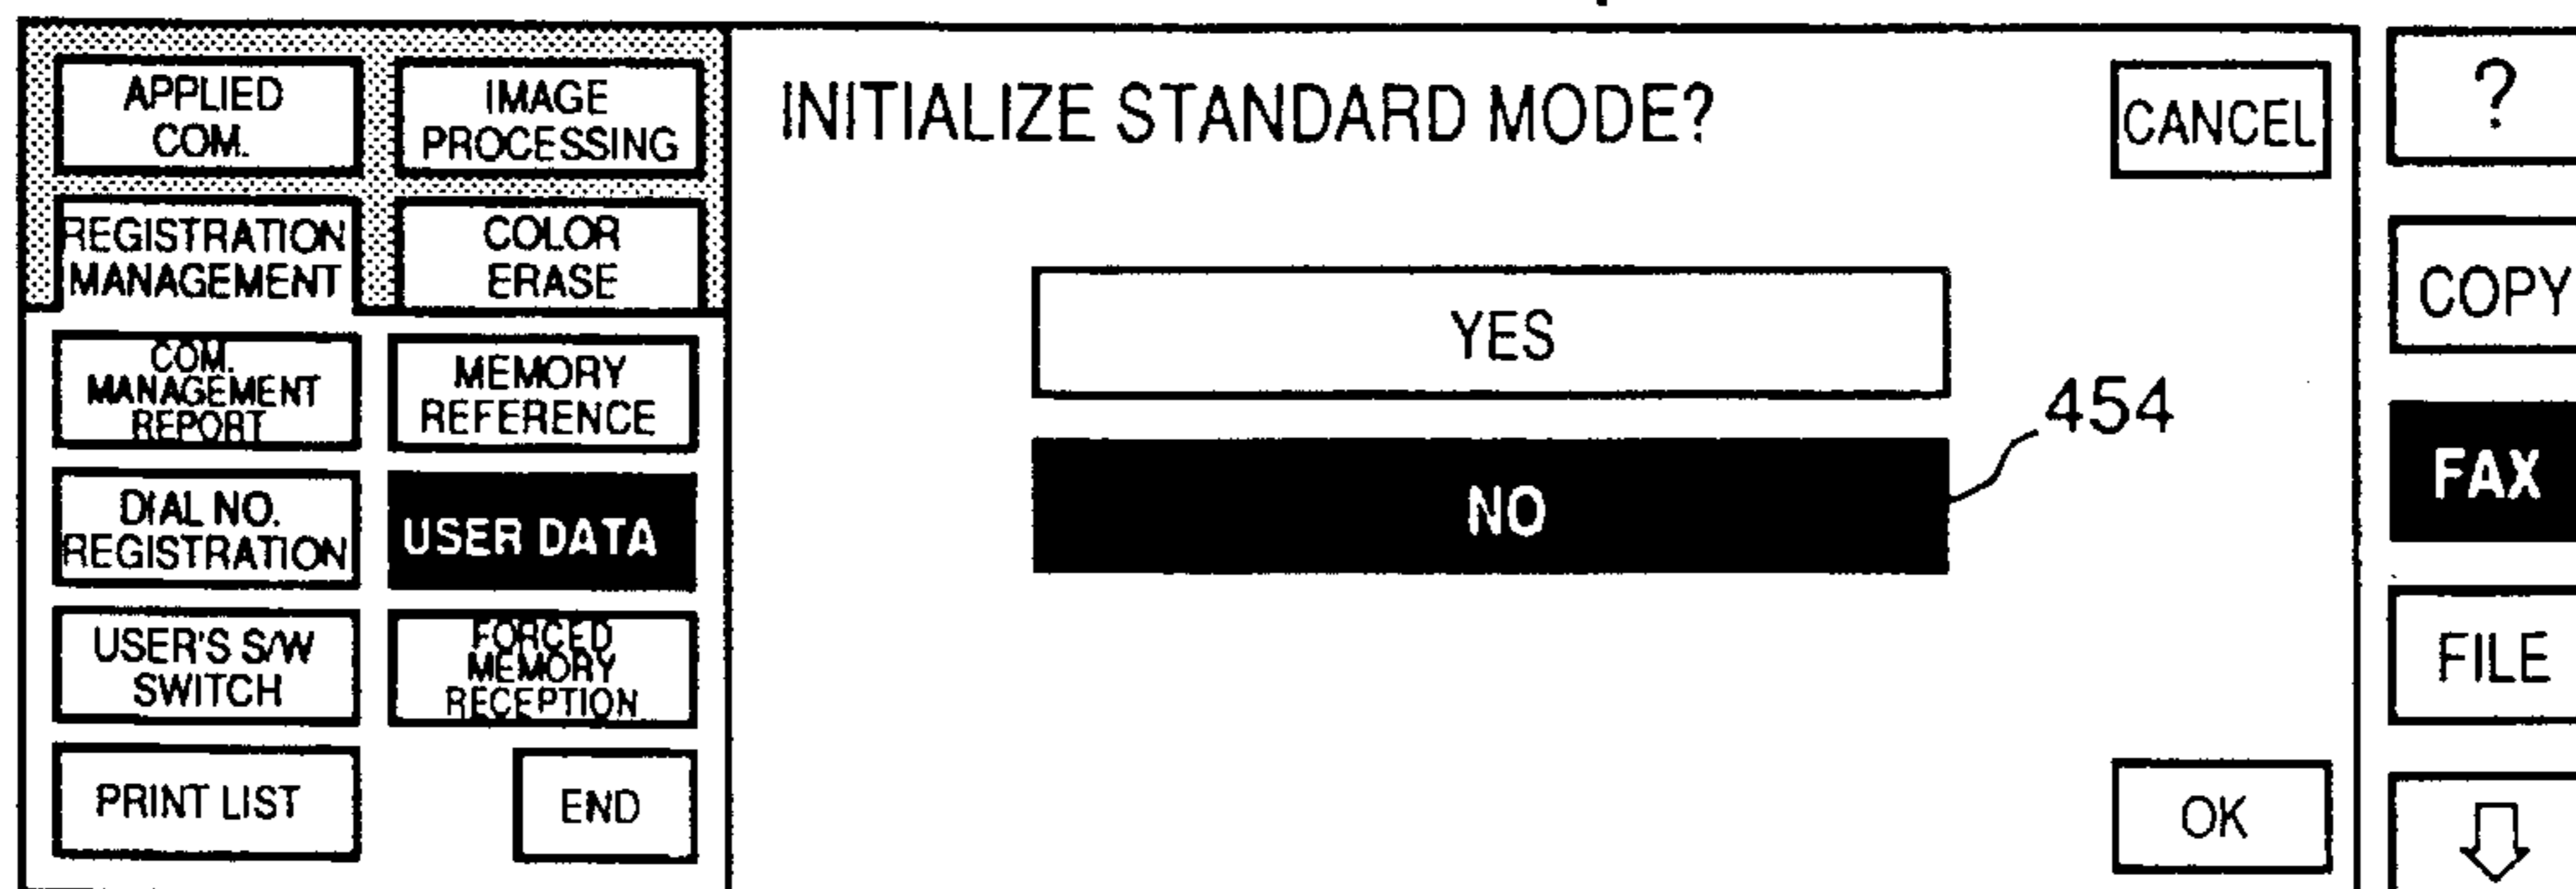 APPLIED
COM.
IMAGE
PROCESSING
REGISTRATION
MANAGEMENT
COLOR
ERASE
COM.
MANAGEMENT
REPORT
MEMORY
REFERENCE
DIAL NO.
REGISTRATION
USER DATA
USER'S S/W
SWITCH
FORCED
MEMORY
RECEPTION
PRINT LIST
END
INITIALIZE STANDARD MODE?
CANCEL
YES
NO
454
OK
?
COPY
FAX
FILE